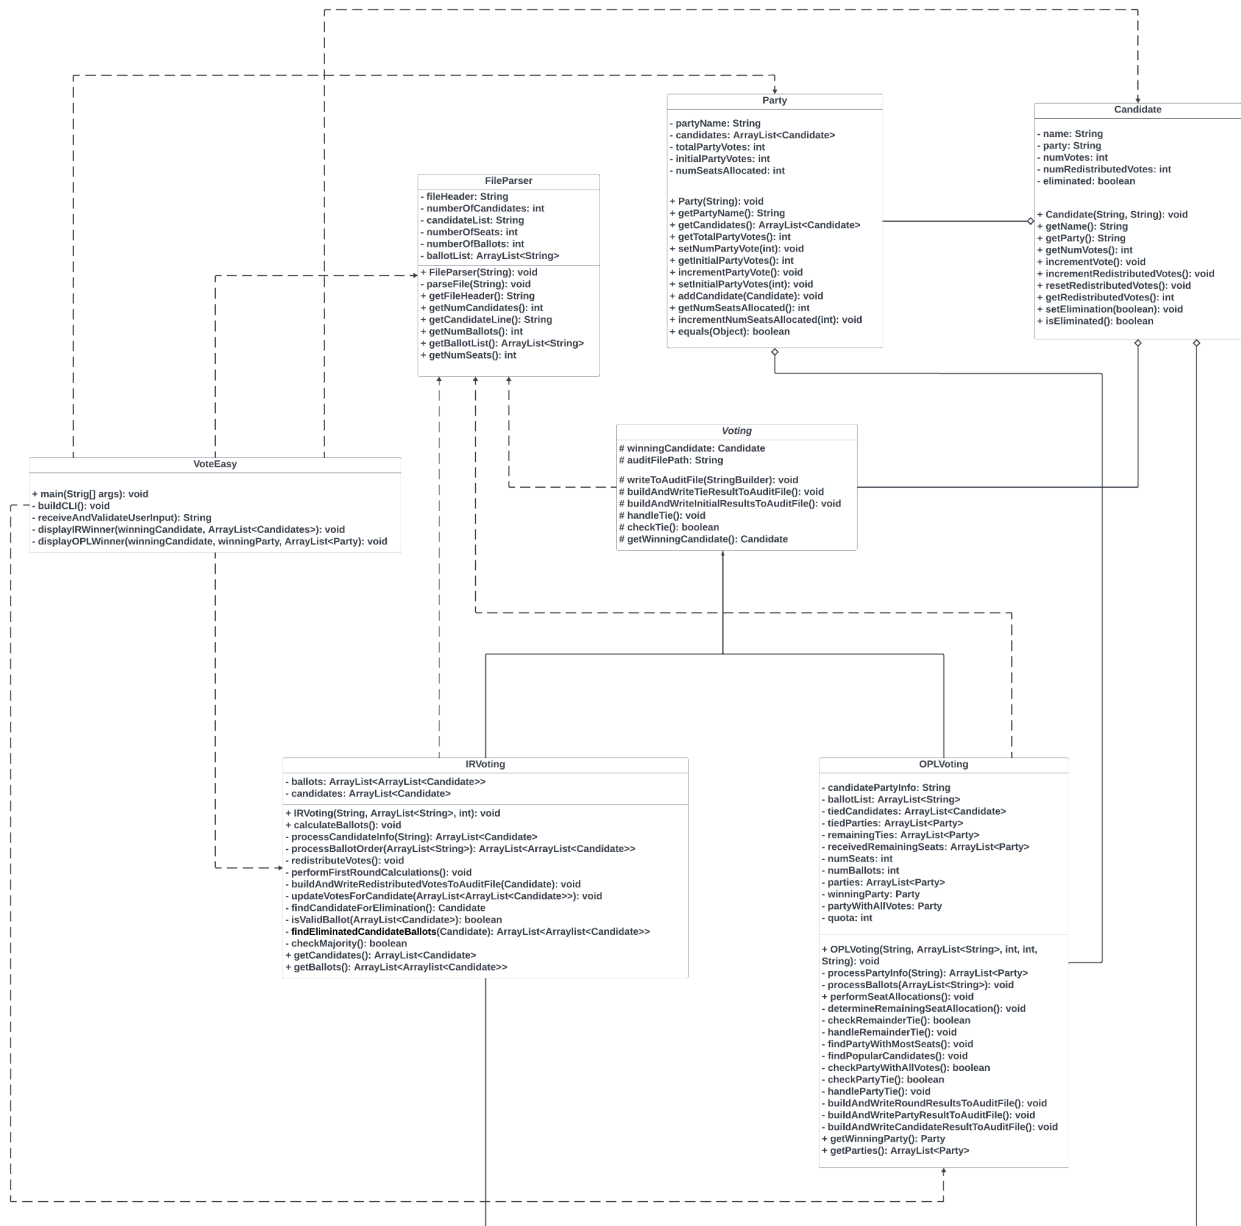 Party
- partyName: String
- candidates: ArrayList<Candidate>
- totalPartyVotes: int
- initialPartyVotes: int
- numSeatsAllocated: int
+ Party(String): void
+ getPartyName(): String
+ getCandidates(): ArrayList<Candidate>
+ getTotalPartyVotes(): int
+ setNumPartyVote(int): void
+ getInitialPartyVotes(): int
+ incrementPartyVote(): void
+ setInitialPartyVotes(int): void
+ addCandidate(Candidate): void
+ getNumSeatsAllocated(): int
+ incrementNumSeatsAllocated(int): void
+ equals(Object): boolean
Candidate
- name: String
- party: String
- numVotes: int
- numRedistributedVotes: int
- eliminated: boolean
+ Candidate(String, String): void
+ getName(): String
+ getParty(): String
+ getNumVotes(): int
+ incrementVote(): void
+ incrementRedistributedVotes(): void
+ resetRedistributedVotes(): void
+ getRedistributedVotes(): int
+ setElimination(boolean): void
+ isEliminated(): boolean
FileParser
- fileHeader: String
- numberOfCandidates: int
- candidateList: String
- numberOfSeats: int
- numberOfBallots: int
- ballotList: ArrayList<String>
+ FileParser(String): void
- parseFile(String): void
+ getFileHeader(): String
+ getNumCandidates(): int
+ getCandidateLine(): String
+ getNumBallots(): int
+ getBallotList(): ArrayList<String>
+ getNumSeats(): int
Voting
# winningCandidate: Candidate
# auditFilePath: String
# writeToAuditFile(StringBuilder): void
# buildAndWriteTieResultToAuditFile(): void
# buildAndWriteInitialResultsToAuditFile(): void
# handleTie(): void
# checkTie(): boolean
# getWinningCandidate(): Candidate
VoteEasy
+ main(Strig[] args): void
- buildCLI(): void
- receiveAndValidateUserInput): String
- displayIRWinner(winningCandidate, ArrayList<Candidates>): void
- displayOPLWinner(winningCandidate, winningParty, ArrayList<Party): void
IRVoting
- ballots: ArrayList<ArrayList<Candidate>>
- candidates: ArrayList<Candidate>
+ IRVoting(String, ArrayList<String>, int): void
+ calculateBallots(): void
- processCandidateInfo(String): ArrayList<Candidate>
- processBallotOrder(ArrayList<String>): ArrayList<ArrayList<Candidate>>
- redistributeVotes(): void
- performFirstRoundCalculations(): void
- buildAndWriteRedistributedVotesToAuditFile(Candidate): void
- updateVotesForCandidate(ArrayList<ArrayList<Candidate>>): void
- findCandidateForElimination(): Candidate
- isValidBallot(ArrayList<Candidate>): boolean
- findEliminatedCandidateBallots(Candidate): ArrayList<Arraylist<Candidate>>
- checkMajority(): boolean
+ getCandidates(): ArrayList<Candidate>
+ getBallots(): ArrayList<Arraylist<Candidate>>
OPLVoting
- candidatePartyInfo: String
- ballotList: ArrayList<String>
- tiedCandidates: ArrayList<Candidate>
- tiedParties: ArrayList<Party>
- remainingTies: ArrayList<Party>
- receivedRemainingSeats: ArrayList<Party>
- numSeats: int
- numBallots: int
- parties: ArrayList<Party>
- winningParty: Party
- partyWithAllVotes: Party
- quota: int
+ OPLVoting(String, ArrayList<String>, int, int,
String): void
- processPartyInfo(String): ArrayList<Party>
- processBallots(ArrayList<String>): void
+ performSeatAllocations(): void
- determineRemainingSeatAllocation(): void
- checkRemainderTie(): boolean
- handleRemainderTie(): void
- findPartyWithMostSeats(): void
- findPopularCandidates(): void
- checkPartyWithAllVotes(): boolean
- checkPartyTie(): boolean
- handlePartyTie(): void
- buildAndWriteRoundResultsToAuditFile(): void
- buildAndWritePartyResultToAuditFile(): void
- buildAndWriteCandidateResultToAuditFile(): void
+ getWinningParty(): Party
+ getParties(): ArrayList<Party>